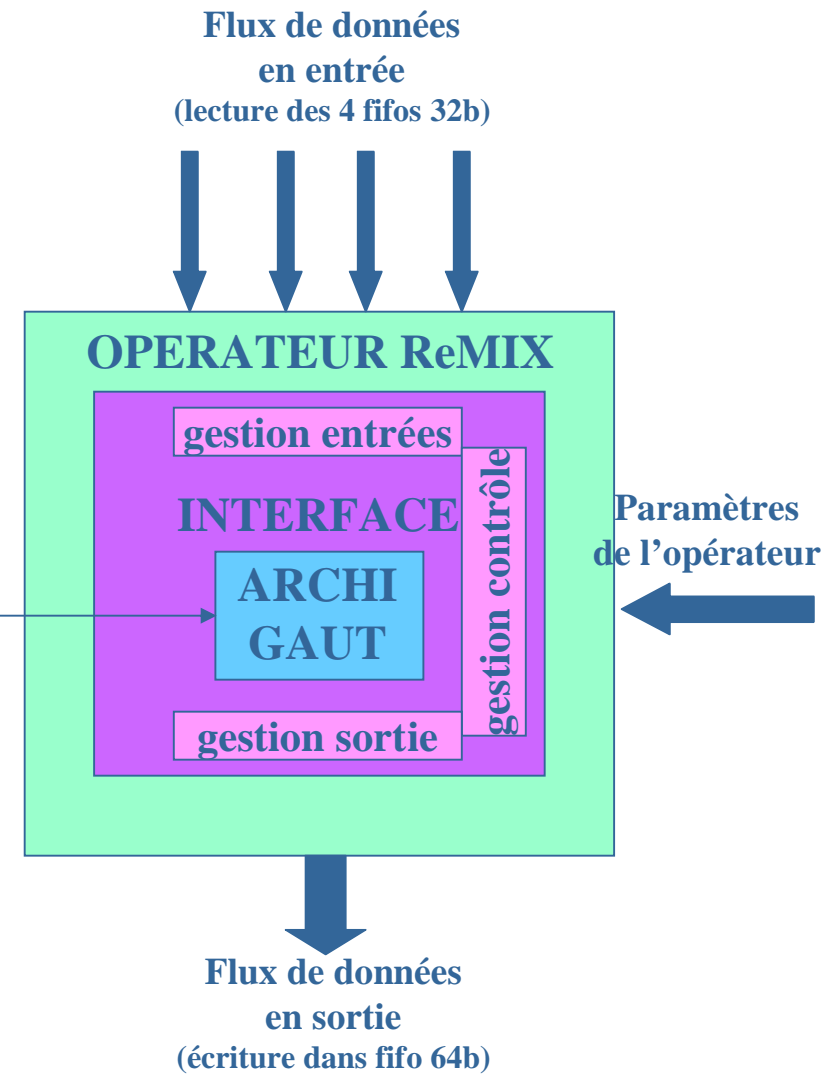 Flux de données
en entrée
(lecture des 4 fifos 32b)
OPERATEUR ReMIX
gestion entrées
INTERFACE
gestion contrôle
ARCHI
GAUT
gestion sortie
Paramètres
de l’opérateur
Flux de données
en sortie
(écriture dans fifo 64b)